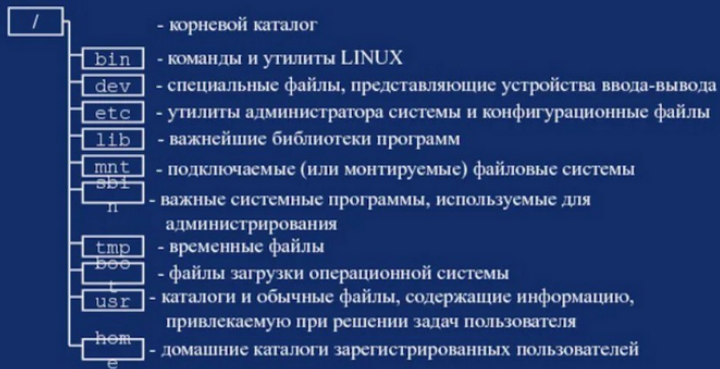 / - корневой каталог
bin - команды и утилиты LINUX
dev - специальные файлы, представляющие устройства ввода-вывода
etc - утилиты администратора системы и конфигурационные файлы
lib - важнейшие библиотеки программ
mnt - подключаемые (или монтируемые) файловые системы
sbin - важные системные программы, используемые для
администрирования
tmp - временные файлы
boot - файлы загрузки операционной системы
usr - каталоги и обычные файлы, содержащие информацию,
привлекаемую при решении задач пользователя
home - домашние каталоги зарегистрированных пользователей